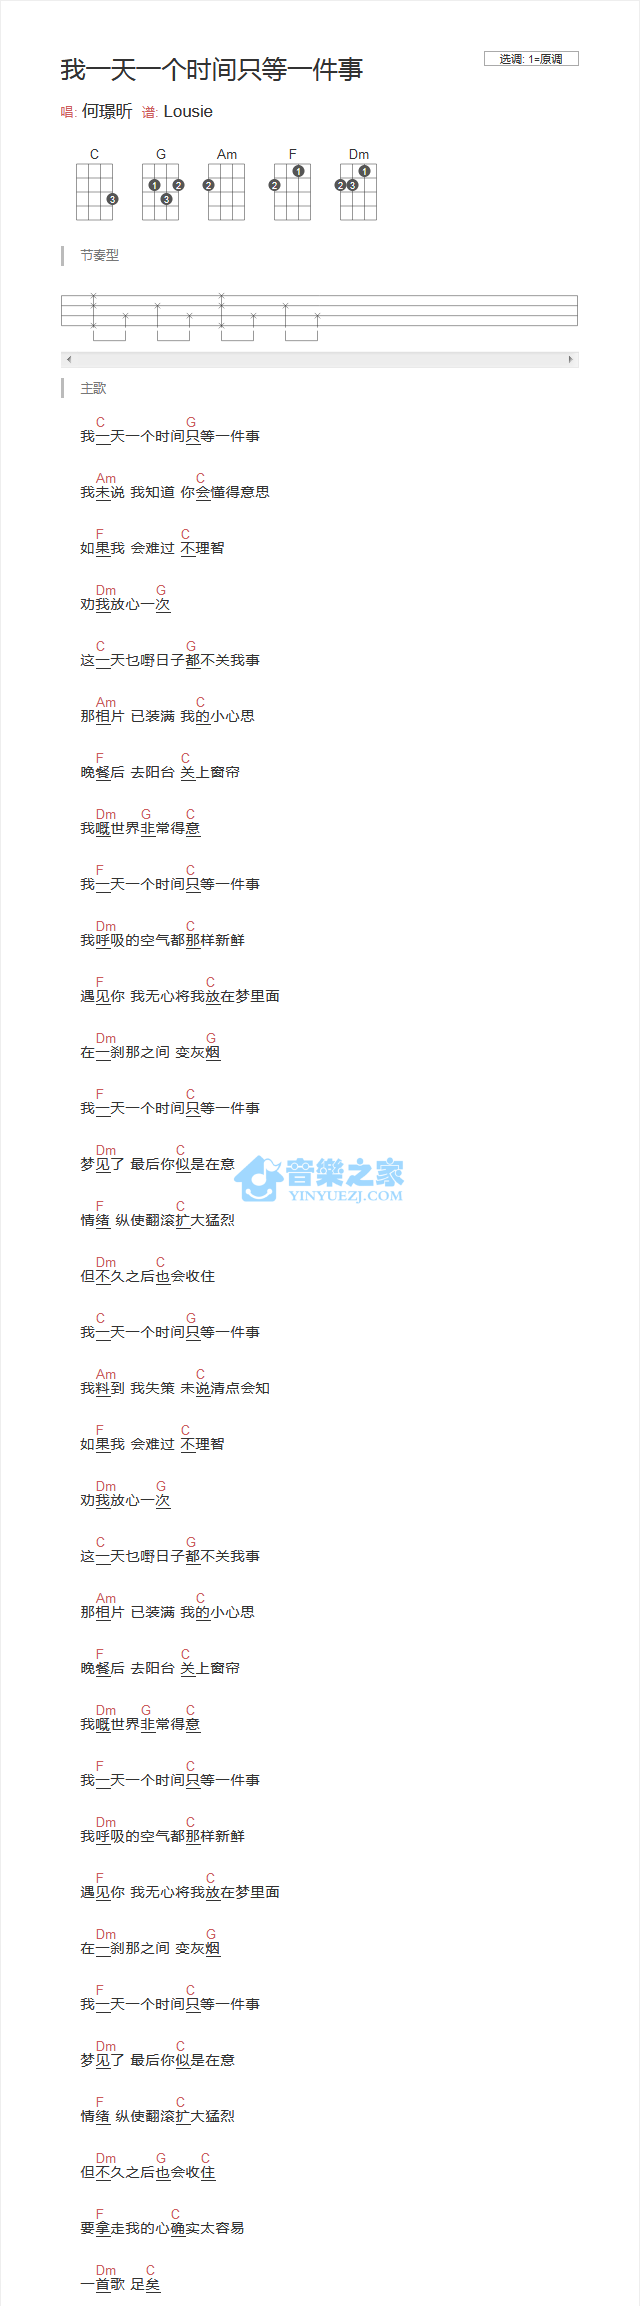 我一天一个时间只等一件事
选调: 1=原调
唱: 何璟昕 谱: Lousie
C G Am F Dm
3 1 2 3 2 2 1 2 3 1
节奏型
主歌
C G
我一天一个时间只等一件事
Am C
我未说 我知道 你会懂得意思
F C
如果我 会难过 不理智
Dm G
劝我放心一次
C G
这一天乜嘢日子都不关我事
Am C
那相片 已装满 我的小心思
F C
晚餐后 去阳台 关上窗帘
Dm G C
我嘅世界非常得意
F C
我一天一个时间只等一件事
Dm C
我呼吸的空气都那样新鲜
F C
遇见你 我无心将我放在梦里面
Dm G
在一刹那之间 变灰烟
F C
我一天一个时间只等一件事
Dm C
梦见了 最后你似是在意
音樂之家
YINYUEZJ.COM
F C
情绪 纵使翻滚扩大猛烈
Dm C
但不久之后也会收住
C G
我一天一个时间只等一件事
Am C
我料到 我失策 未说清点会知
F C
如果我 会难过 不理智
Dm G
劝我放心一次
C G
这一天乜嘢日子都不关我事
Am C
那相片 已装满 我的小心思
F C
晚餐后 去阳台 关上窗帘
Dm G C
我嘅世界非常得意
F C
我一天一个时间只等一件事
Dm C
我呼吸的空气都那样新鲜
F C
遇见你 我无心将我放在梦里面
Dm G
在一刹那之间 变灰烟
F C
我一天一个时间只等一件事
Dm C
梦见了 最后你似是在意
F C
情绪 纵使翻滚扩大猛烈
Dm G C
但不久之后也会收住
F C
要拿走我的心确实太容易
Dm C
一首歌 足矣